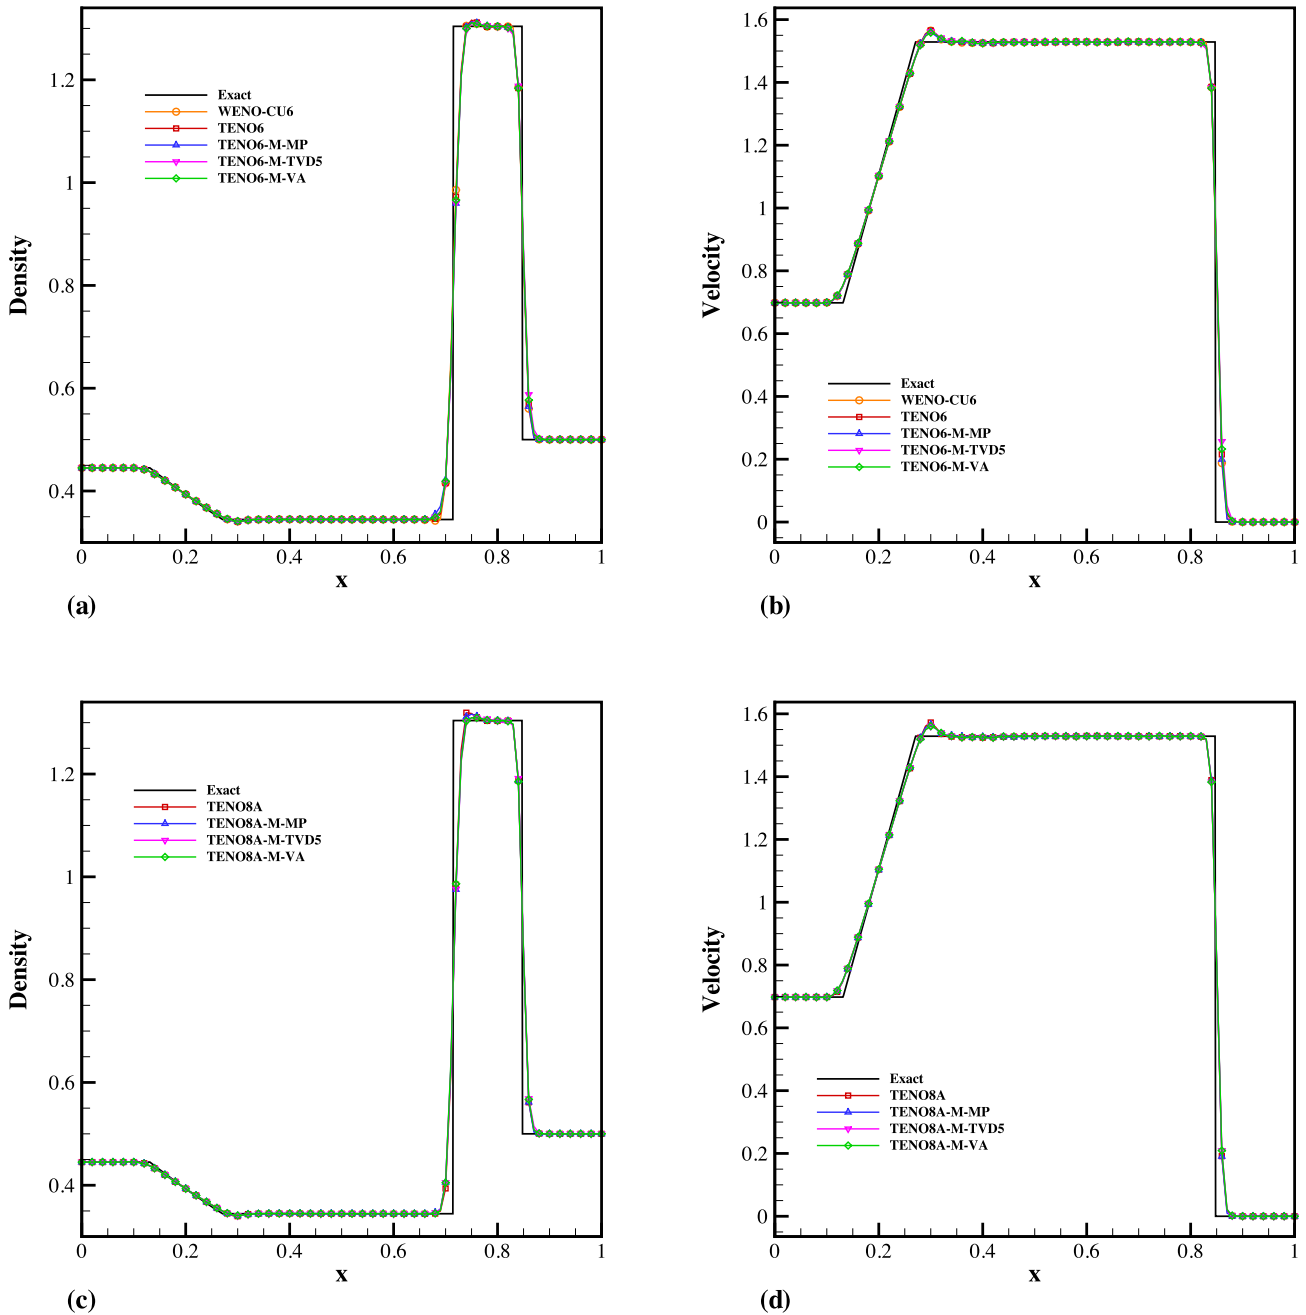 1.2
1
0.8
0.6
0.4
Density
Exact
WENO-CU6
TENO6
TENO6-M-MP
TENO6-M-TVD5
TENO6-M-VA
0 0.2 0.4 0.6 0.8 1
x
(a)
1.6
1.4
1.2
1
0.8
0.6
0.4
0.2
0
Velocity
Exact
WENO-CU6
TENO6
TENO6-M-MP
TENO6-M-TVD5
TENO6-M-VA
0 0.2 0.4 0.6 0.8 1
x
(b)
1.2
1
0.8
0.6
0.4
Density
Exact
TENO8A
TENO8A-M-MP
TENO8A-M-TVD5
TENO8A-M-VA
0 0.2 0.4 0.6 0.8 1
x
(c)
1.6
1.4
1.2
1
0.8
0.6
0.4
0.2
0
Velocity
Exact
TENO8A
TENO8A-M-MP
TENO8A-M-TVD5
TENO8A-M-VA
0 0.2 0.4 0.6 0.8 1
x
(d)